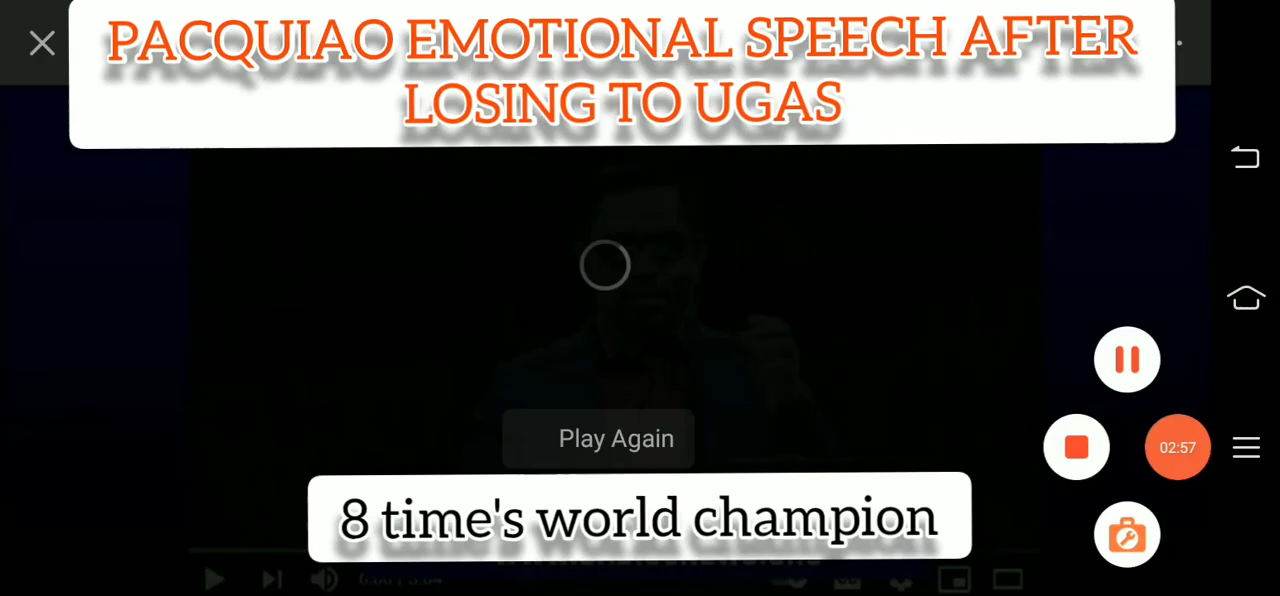 PACQUIAO EMOTIONAL SPEECH AFTER
LOSING TO UGAS
Play Again
02:57
8 time's world champion